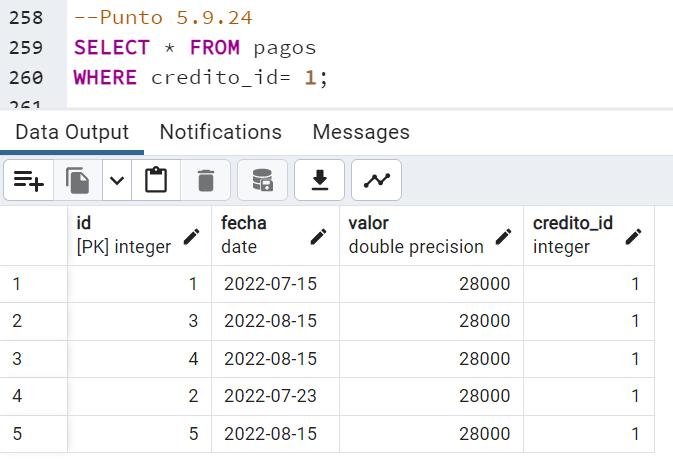 258 --Punto 5.9.24
259 SELECT * FROM pagos
260 WHERE credito_id= 1;
261
Data Output Notifications Messages
id fecha valor credito_id
[PK] integer date double precision integer
1 1 2022-07-15 28000 1
2 3 2022-08-15 28000 1
3 4 2022-08-15 28000 1
4 2 2022-07-23 28000 1
5 5 2022-08-15 28000 1